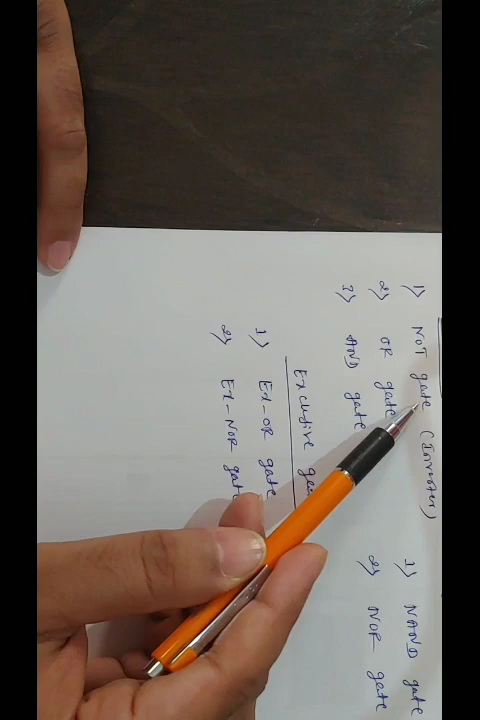 1) NOT gate (Inverter)
2) OR gate
3) AND gate
1) NAND gate
2) NOR gate
Exclusive
1) Ex-OR gate
2) Ex-NOR gate